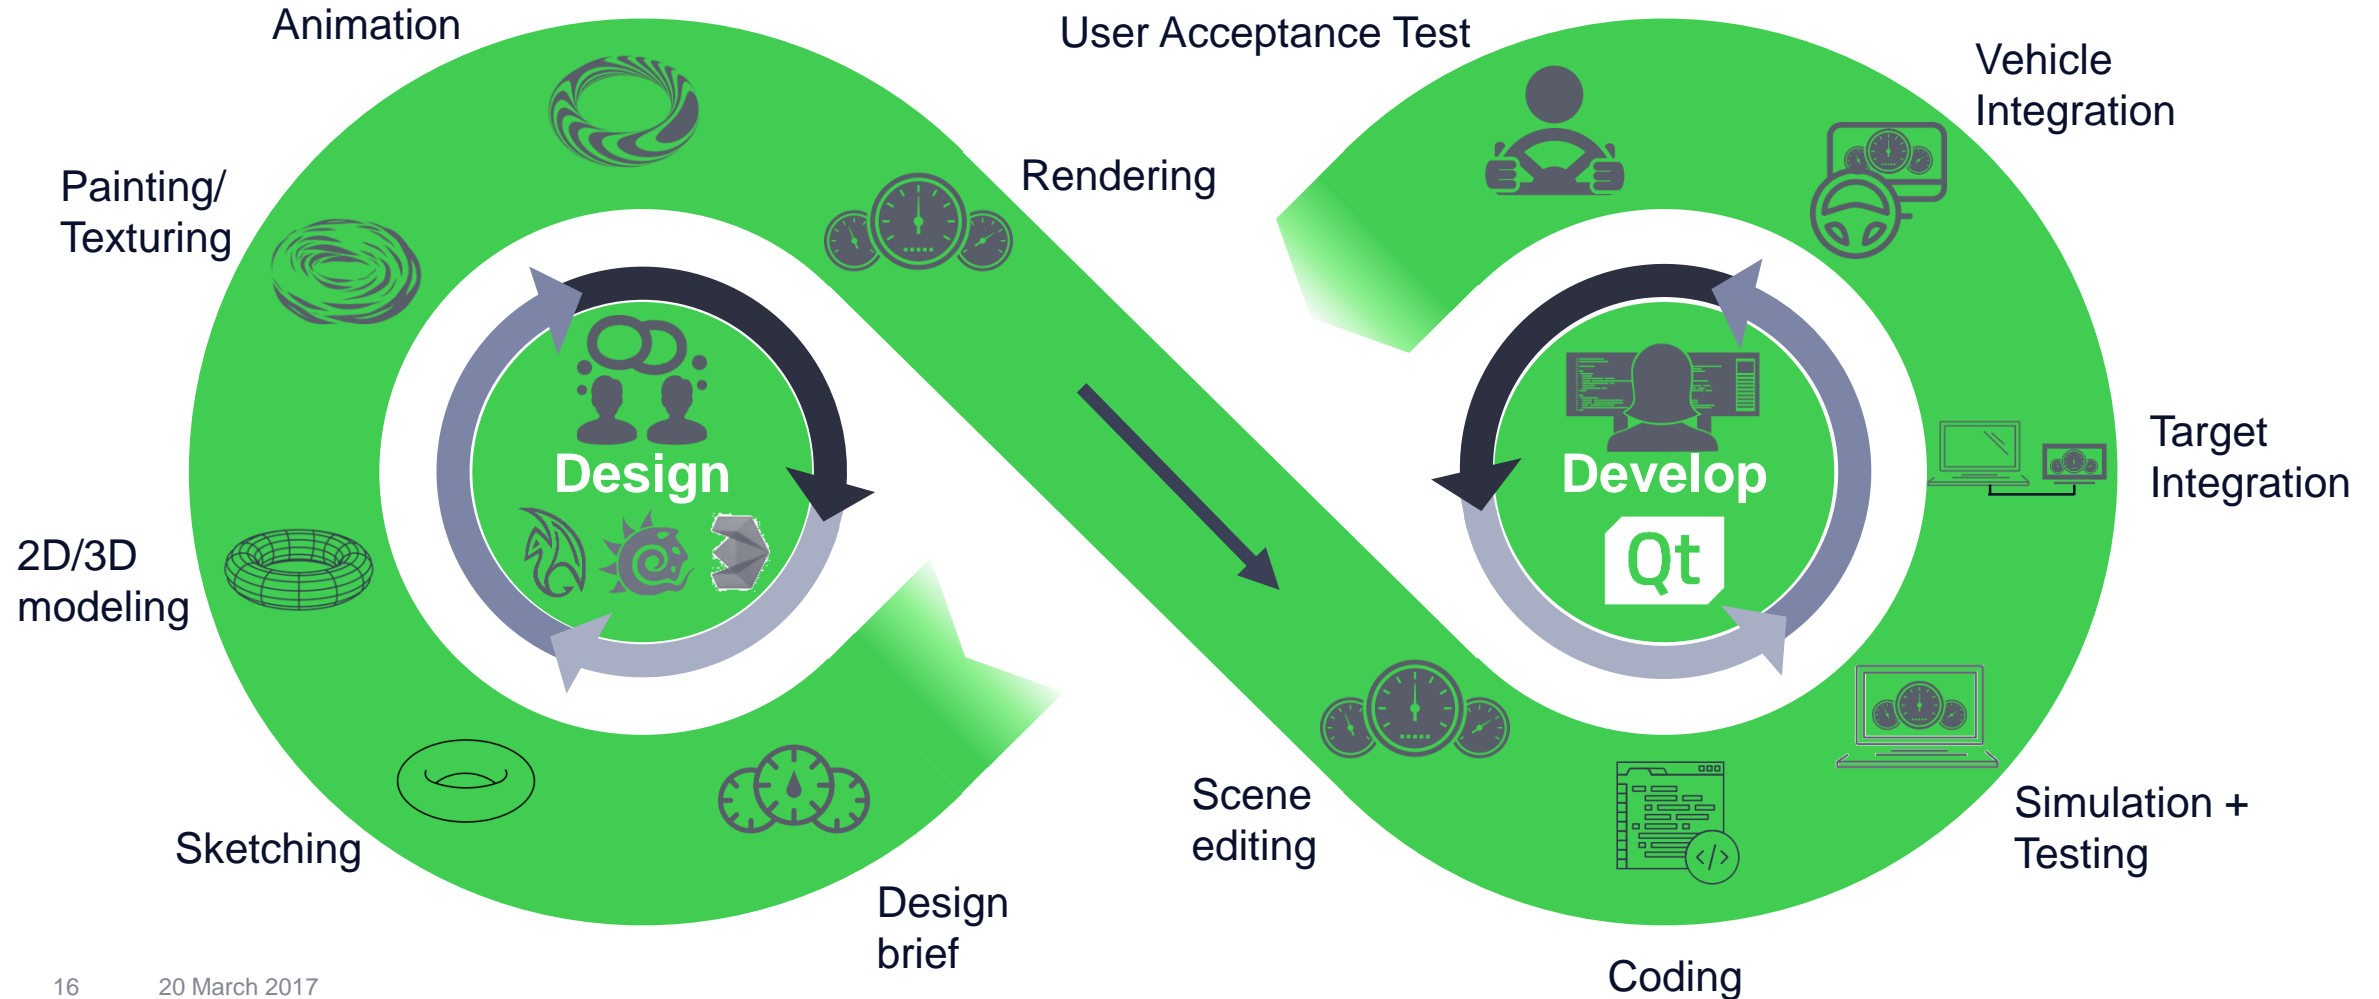 Animation
User Acceptance Test
Vehicle
Integration
Painting/
Texturing
Rendering
Design
Develop
Qt
Target
Integration
2D/3D
modeling
Sketching
Scene
editing
Simulation +
Testing
Design
brief
</>
Coding
16 20 March 2017